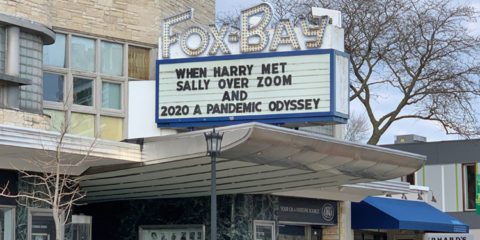 Fox-Bay
WHEN HARRY MET
SALLY OVER ZOOM
AND
2020 A PANDEMIC ODYSSEY